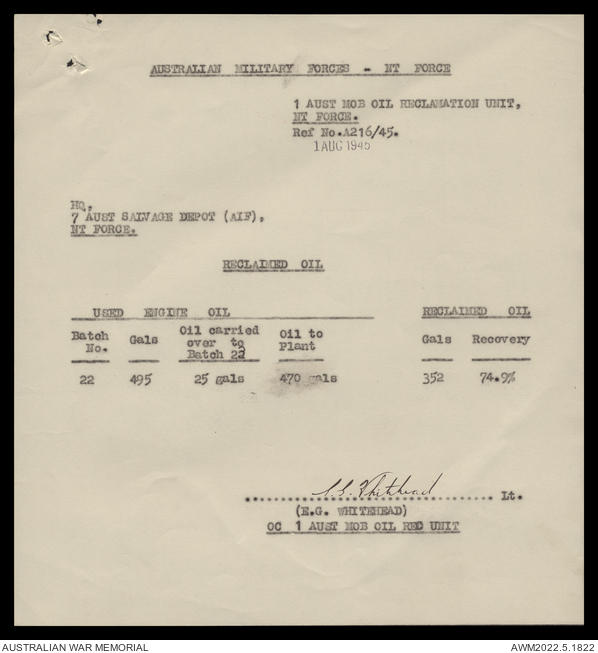 AUSTRALIAN MILITARY FORCES - NT FORCE
1 AUST MOB OIL RECLAMATION UNIT,
NT FORCE.
Ref No.A216/45.
1 AUG 1945
HQ,
7 AUST SALVAGE DEPOT (AIF),
NT FORCE.
RECLAIMED OIL
USED ENGINE OIL RECLAIMED OIL
Batch No. Gals Oil carried over to Batch 22 Oil to Plant Gals Recovery
22 495 25 gals 470 gals 352 74.9%
Whitehead Lt.
(E.G. WHITEHEAD)
OC 1 AUST MOB OIL REC UNIT
AUSTRALIAN WAR MEMORIAL AWM2022.5.1822